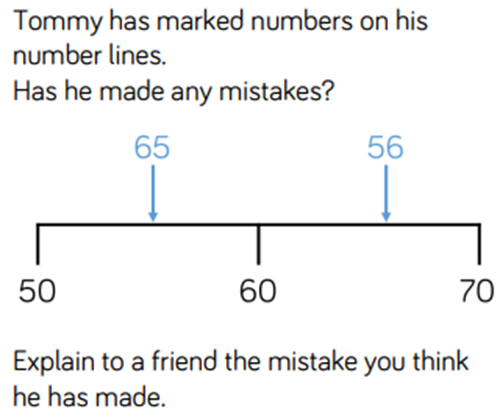 Tommy has marked numbers on his
number lines.
Has he made any mistakes?
65 56
50 60 70
Explain to a friend the mistake you think
he has made.